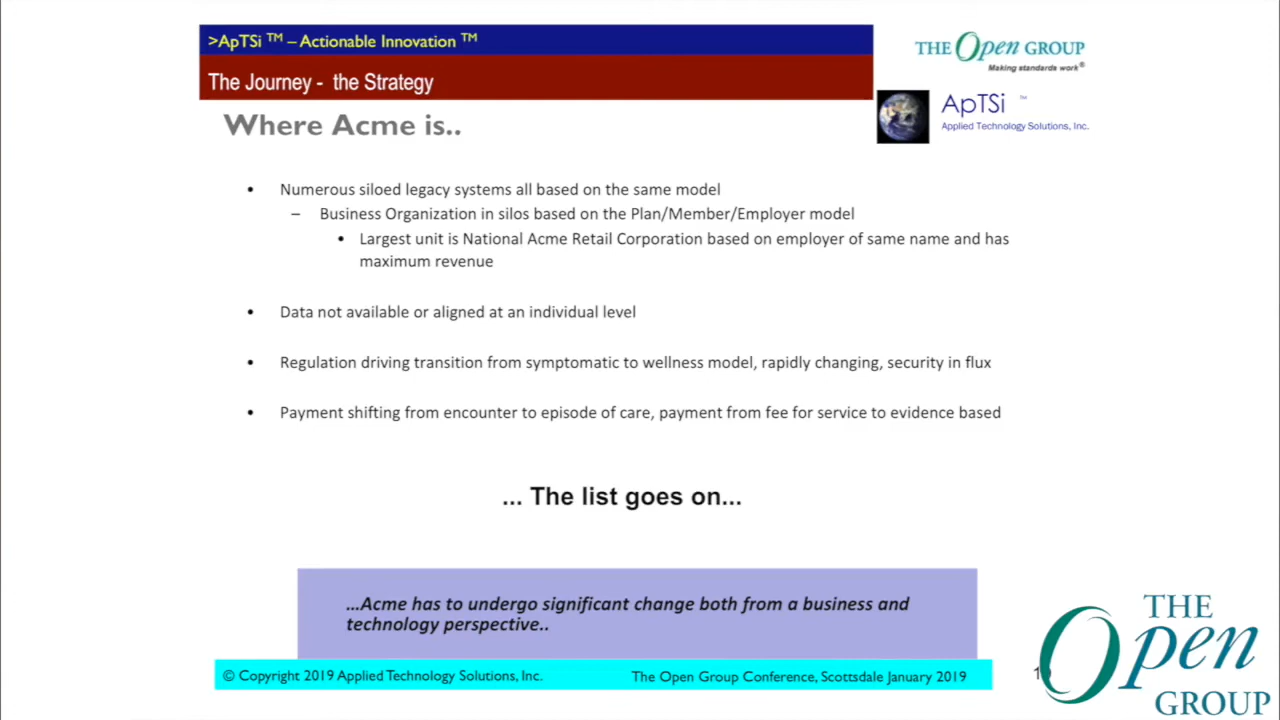 >ApTSi ™ – Actionable Innovation ™
The Journey - the Strategy
THE Open GROUP
Making standards work®
ApTSi ™
Applied Technology Solutions, Inc.
Where Acme is..
• Numerous siloed legacy systems all based on the same model
– Business Organization in silos based on the Plan/Member/Employer model
• Largest unit is National Acme Retail Corporation based on employer of same name and has
maximum revenue
• Data not available or aligned at an individual level
• Regulation driving transition from symptomatic to wellness model, rapidly changing, security in flux
• Payment shifting from encounter to episode of care, payment from fee for service to evidence based
... The list goes on...
...Acme has to undergo significant change both from a business and
technology perspective..
© Copyright 2019 Applied Technology Solutions, Inc.
The Open Group Conference, Scottsdale January 2019
THE
Open
GROUP